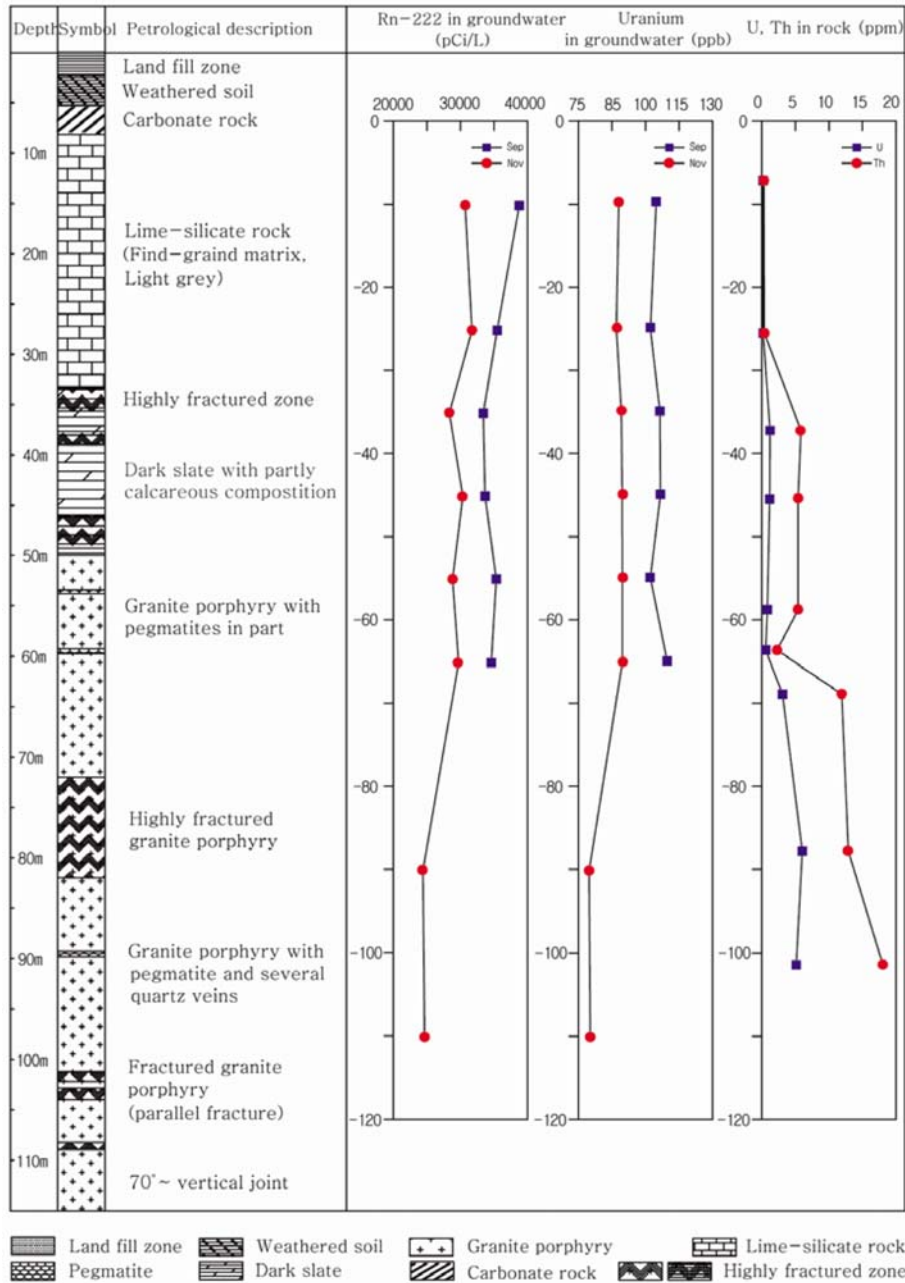 Depth Symbol Petrological description
Rn-222 in groundwater
(pCi/L)
Uranium
in groundwater (ppb)
U, Th in rock (ppm)
Land fill zone
Weathered soil
Carbonate rock
Lime-silicate rock
(Find-graind matrix,
Light grey)
Highly fractured zone
Dark slate with partly
calcareous compostition
Granite porphyry with
pegmatites in part
Highly fractured
granite porphyry
Granite porphyry with
pegmatite and several
quartz veins
Fractured granite
porphyry
(parallel fracture)
70°~ vertical joint
10m
20m
30m
40m
50m
60m
70m
80m
90m
100m
110m
20000 30000 40000
0
-20
-40
-60
-80
-100
-120
Sep
Nov
75 90 105 115 130
0
-20
-40
-60
-80
-100
-120
Sep
Nov
0 5 10 15 20
0
-20
-40
-60
-80
-100
-120
U
Th
Land fill zone Weathered soil Granite porphyry Lime-silicate rock
Pegmatite Dark slate Carbonate rock Highly fractured zone